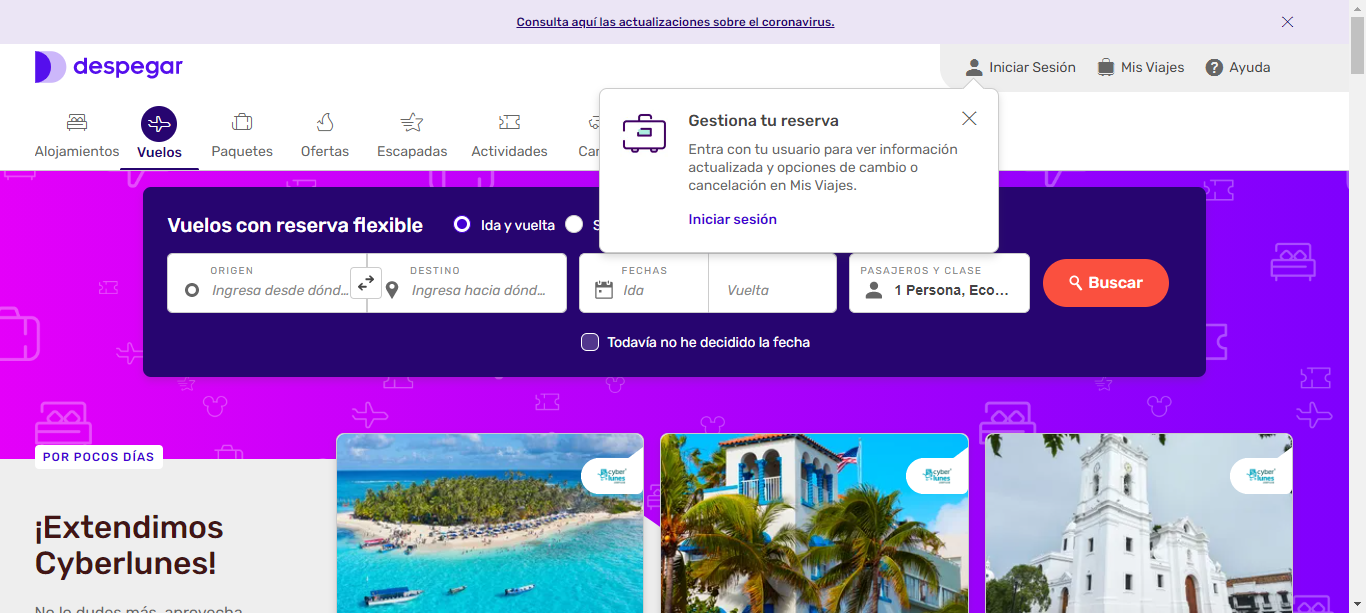 Consulta aquí las actualizaciones sobre el coronavirus.
despegar
Iniciar Sesión
Mis Viajes
Ayuda
Alojamientos
Vuelos
Paquetes
Ofertas
Escapadas
Actividades
Gestiona tu reserva
Entra con tu usuario para ver información
actualizada y opciones de cambio o
cancelación en Mis Viajes.
Iniciar sesión
Vuelos con reserva flexible
Ida y vuelta
ORIGEN
Ingresa desde dónd...
DESTINO
Ingresa hacia dónd...
FECHAS
Ida
Vuelta
PASAJEROS Y CLASE
1 Persona, Eco...
Buscar
Todavía no he decidido la fecha
POR POCOS DÍAS
¡Extendimos
Cyberlunes!
No lo dudes más, aprovecha
cyber
lunes
cyber
lunes
cyber
lunes